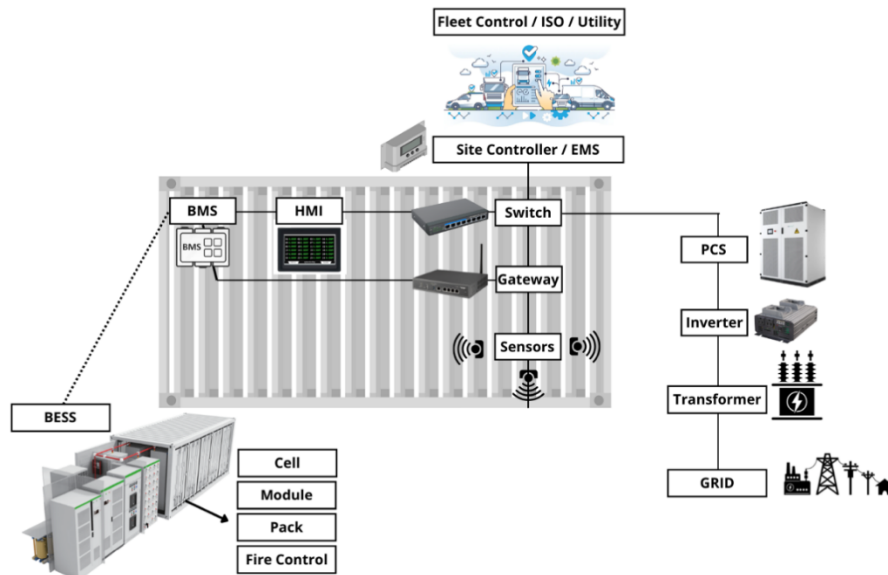 Fleet Control / ISO / Utility
Site Controller / EMS
BMS
HMI
Switch
BMS
PCS
Gateway
Inverter
Sensors
Transformer
BESS
Cell
Module
GRID
Pack
Fire Control